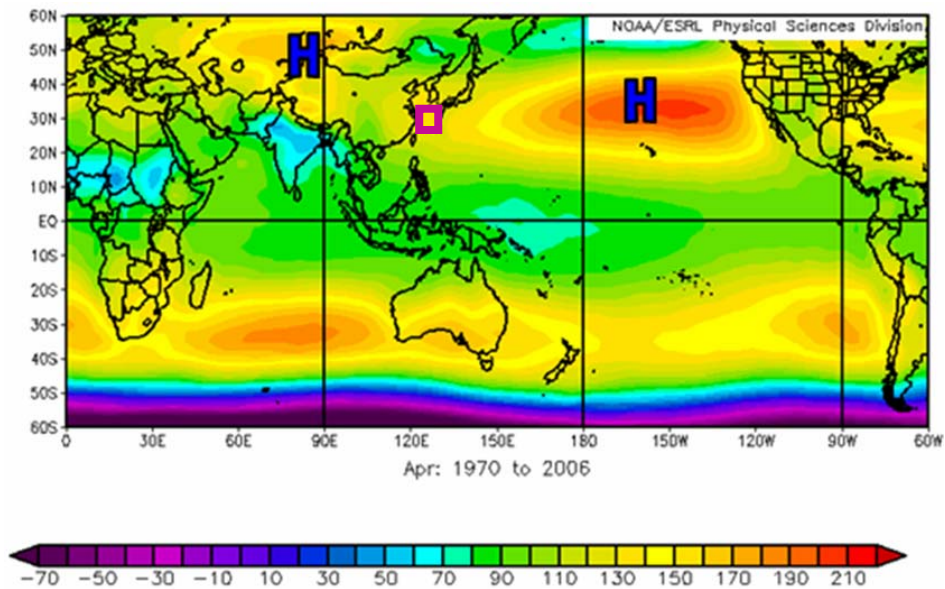 NOAA/ESRL Physical Sciences Division
60N
50N
H
40N
H
30N
20N
10N
EQ
10S
20S
30S
40S
50S
60S
0 30E 60E 90E 120E 150E 180 150W 120W 90W 60W
Apr: 1970 to 2006
-70 -50 -30 -10 10 30 50 70 90 110 130 150 170 190 210